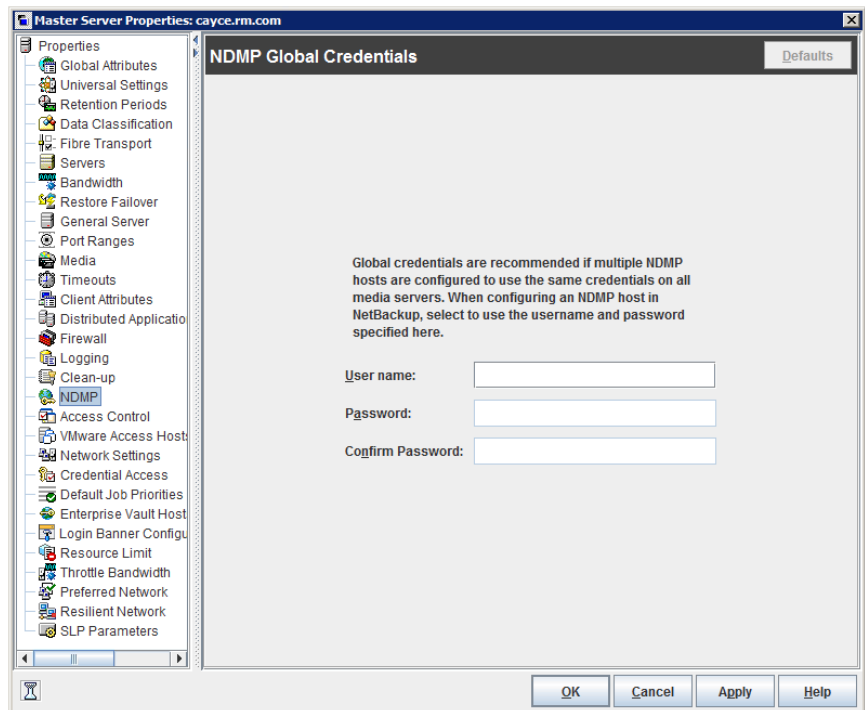 Master Server Properties: cayce.rm.com
Properties
Global Attributes
Universal Settings
Retention Periods
Data Classification
Fibre Transport
Servers
Bandwidth
Restore Failover
General Server
Port Ranges
Media
Timeouts
Client Attributes
Distributed Applicatio
Firewall
Logging
Clean-up
NDMP
Access Control
VMware Access Hosts
Network Settings
Credential Access
Default Job Priorities
Enterprise Vault Host
Login Banner Configu
Resource Limit
Throttle Bandwidth
Preferred Network
Resilient Network
SLP Parameters
NDMP Global Credentials
Defaults
Global credentials are recommended if multiple NDMP
hosts are configured to use the same credentials on all
media servers. When configuring an NDMP host in
NetBackup, select to use the username and password
specified here.
User name:
Password:
Confirm Password:
OK
Cancel
Apply
Help